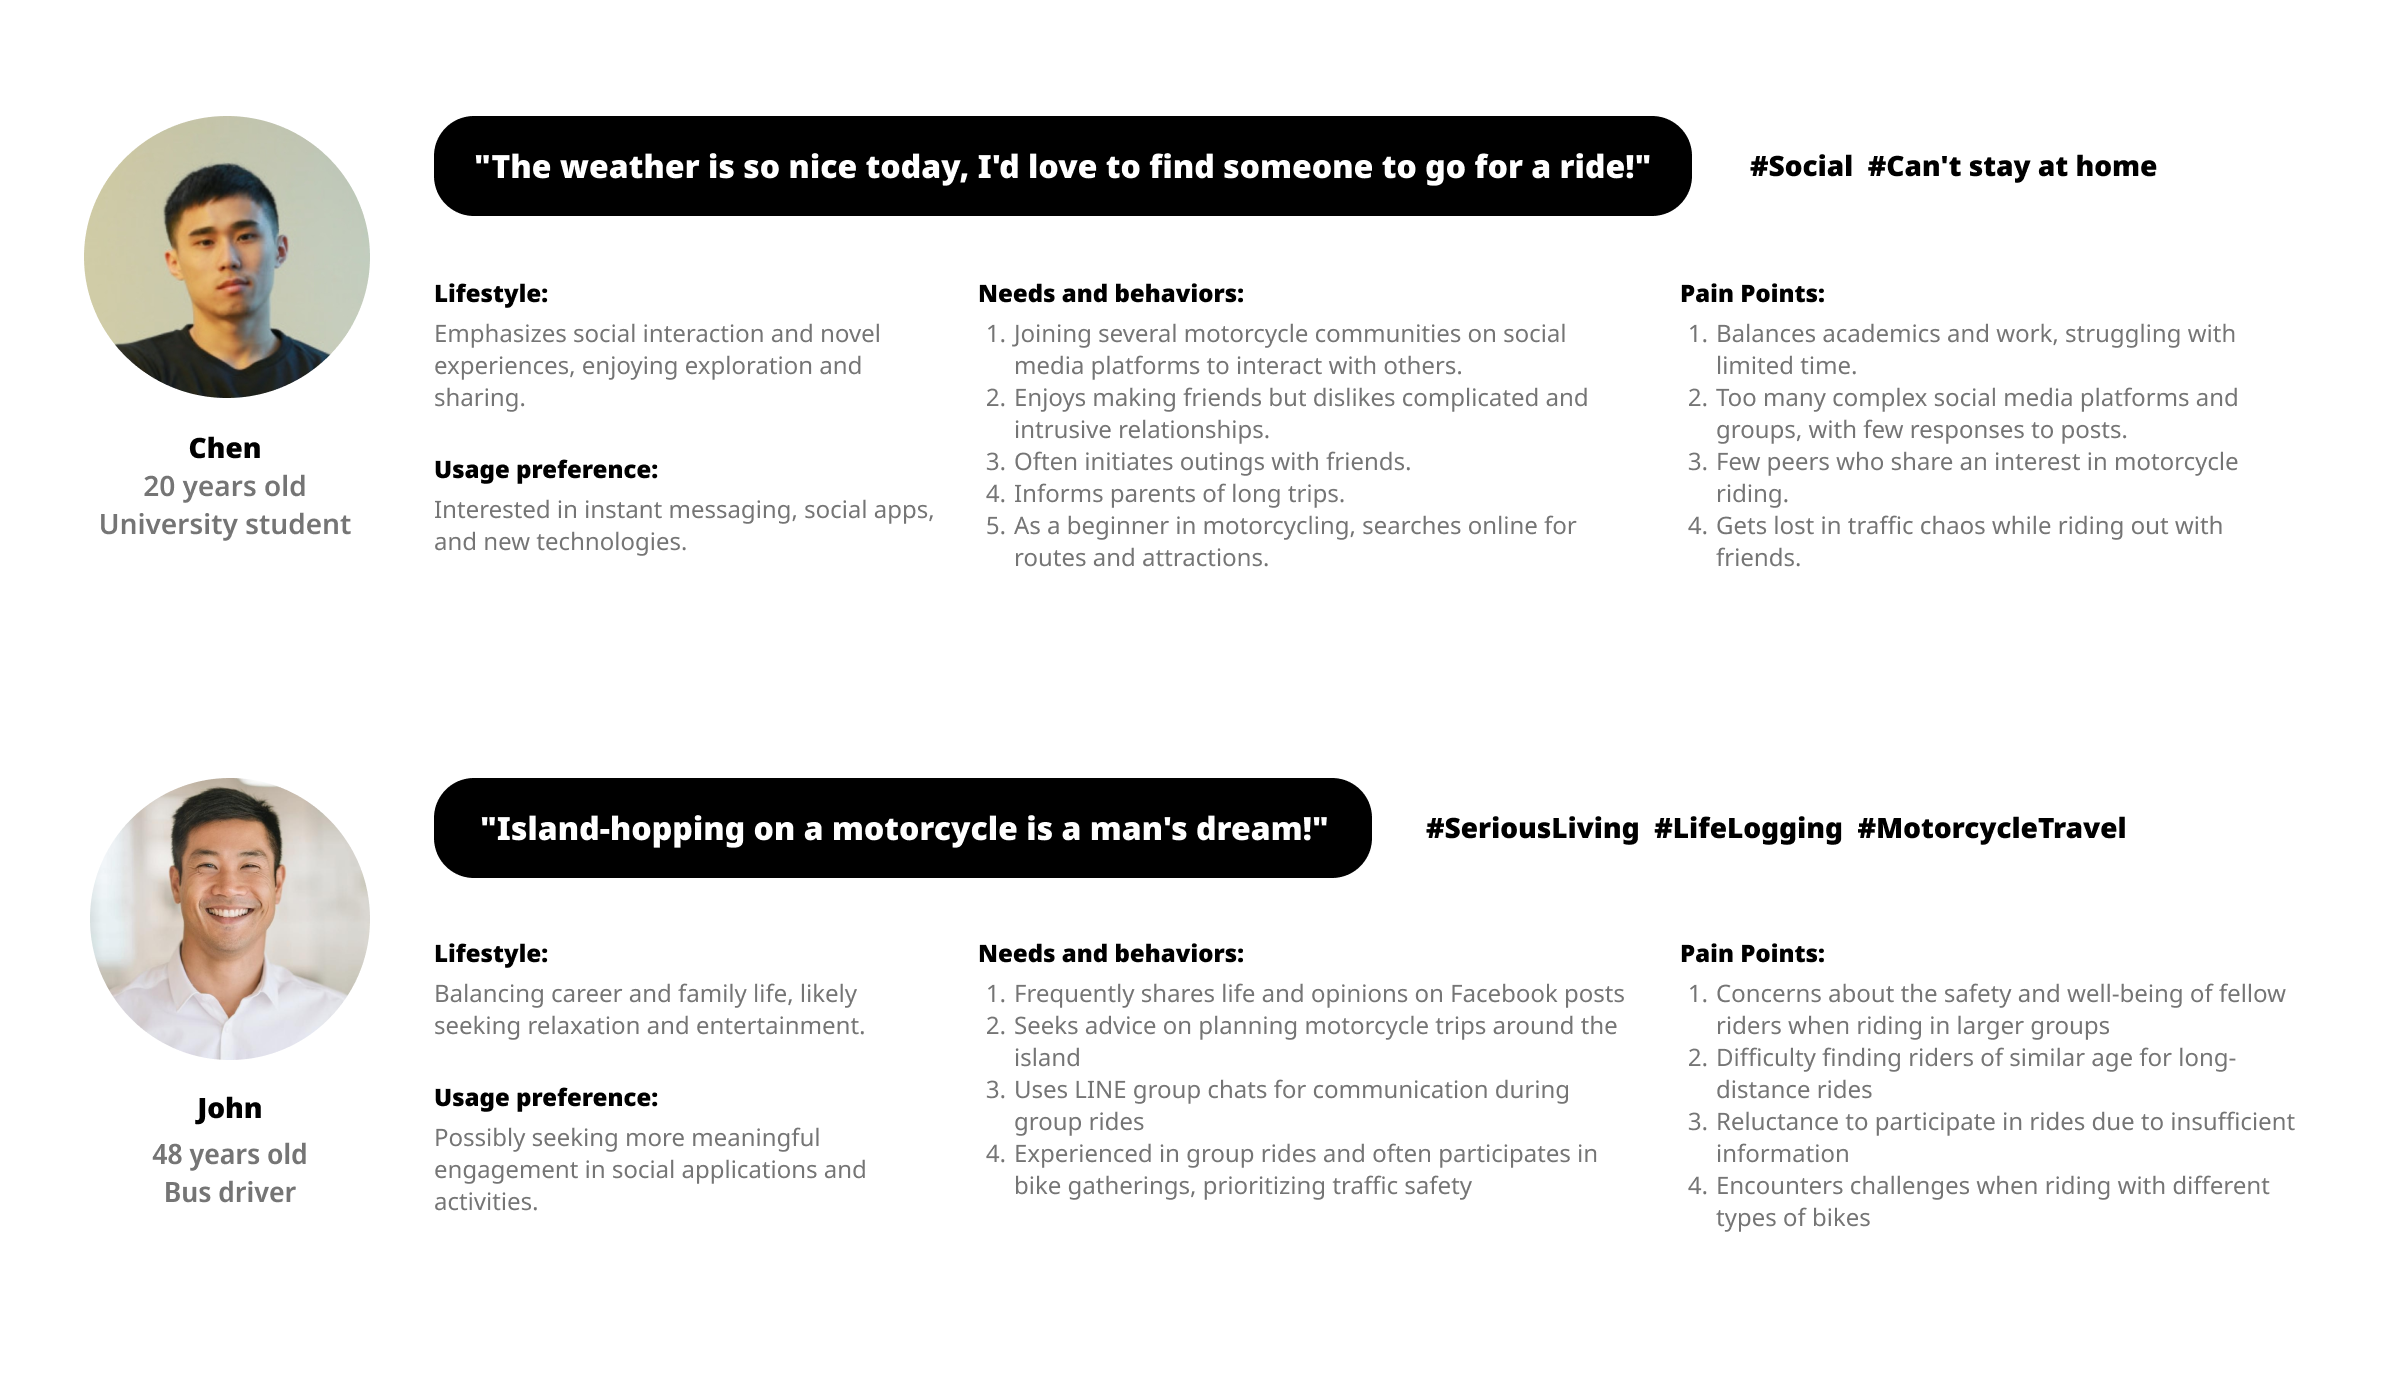 "The weather is so nice today, I'd love to find someone to go for a ride!"
#Social #Can't stay at home
Chen
20 years old
University student
Lifestyle:
Emphasizes social interaction and novel
experiences, enjoying exploration and
sharing.
Usage preference:
Interested in instant messaging, social apps,
and new technologies.
Needs and behaviors:
1. Joining several motorcycle communities on social
media platforms to interact with others.
2. Enjoys making friends but dislikes complicated and
intrusive relationships.
3. Often initiates outings with friends.
4. Informs parents of long trips.
5. As a beginner in motorcycling, searches online for
routes and attractions.
Pain Points:
1. Balances academics and work, struggling with
limited time.
2. Too many complex social media platforms and
groups, with few responses to posts.
3. Few peers who share an interest in motorcycle
riding.
4. Gets lost in traffic chaos while riding out with
friends.
"Island-hopping on a motorcycle is a man's dream!"
#SeriousLiving #LifeLogging #MotorcycleTravel
John
48 years old
Bus driver
Lifestyle:
Balancing career and family life, likely
seeking relaxation and entertainment.
Usage preference:
Possibly seeking more meaningful
engagement in social applications and
activities.
Needs and behaviors:
1. Frequently shares life and opinions on Facebook posts
2. Seeks advice on planning motorcycle trips around the
island
3. Uses LINE group chats for communication during
group rides
4. Experienced in group rides and often participates in
bike gatherings, prioritizing traffic safety
Pain Points:
1. Concerns about the safety and well-being of fellow
riders when riding in larger groups
2. Difficulty finding riders of similar age for long-
distance rides
3. Reluctance to participate in rides due to insufficient
information
4. Encounters challenges when riding with different
types of bikes